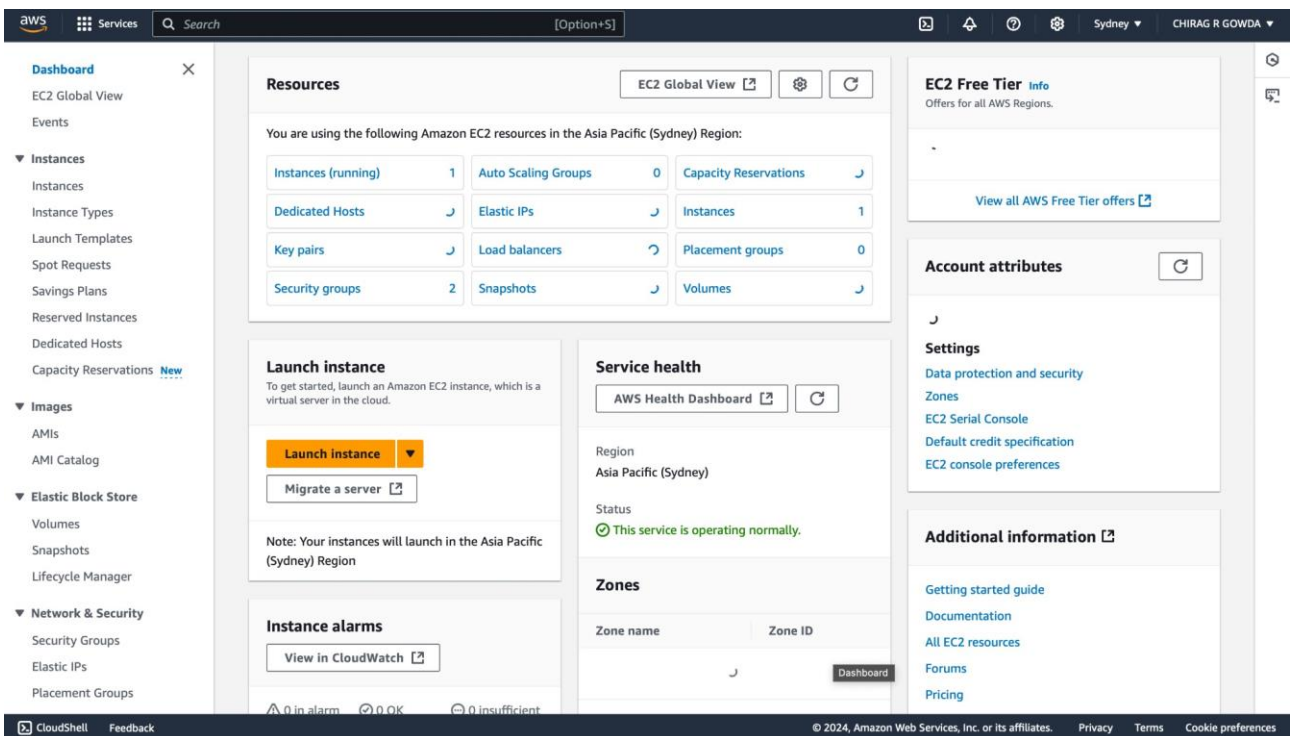 aws
Services
Search
[Option+S]
Sydney ▼
CHIRAG R GOWDA ▼
Dashboard
EC2 Global View
Events
▼ Instances
Instances
Instance Types
Launch Templates
Spot Requests
Savings Plans
Reserved Instances
Dedicated Hosts
Capacity Reservations New
▼ Images
AMIs
AMI Catalog
▼ Elastic Block Store
Volumes
Snapshots
Lifecycle Manager
▼ Network & Security
Security Groups
Elastic IPs
Placement Groups
Resources
EC2 Global View
You are using the following Amazon EC2 resources in the Asia Pacific (Sydney) Region:
Instances (running) 1
Auto Scaling Groups 0
Capacity Reservations
Dedicated Hosts
Elastic IPs
Instances 1
Key pairs
Load balancers
Placement groups 0
Security groups 2
Snapshots
Volumes
Launch instance
To get started, launch an Amazon EC2 instance, which is a
virtual server in the cloud.
Launch instance ▼
Migrate a server
Note: Your instances will launch in the Asia Pacific
(Sydney) Region
Instance alarms
View in CloudWatch
0 in alarm
0 OK
0 insufficient
Service health
AWS Health Dashboard
Region
Asia Pacific (Sydney)
Status
This service is operating normally.
Zones
Zone name
Zone ID
Dashboard
EC2 Free Tier Info
Offers for all AWS Regions.
View all AWS Free Tier offers
Account attributes
Settings
Data protection and security
Zones
EC2 Serial Console
Default credit specification
EC2 console preferences
Additional information
Getting started guide
Documentation
All EC2 resources
Forums
Pricing
CloudShell
Feedback
© 2024, Amazon Web Services, Inc. or its affiliates.
Privacy
Terms
Cookie preferences